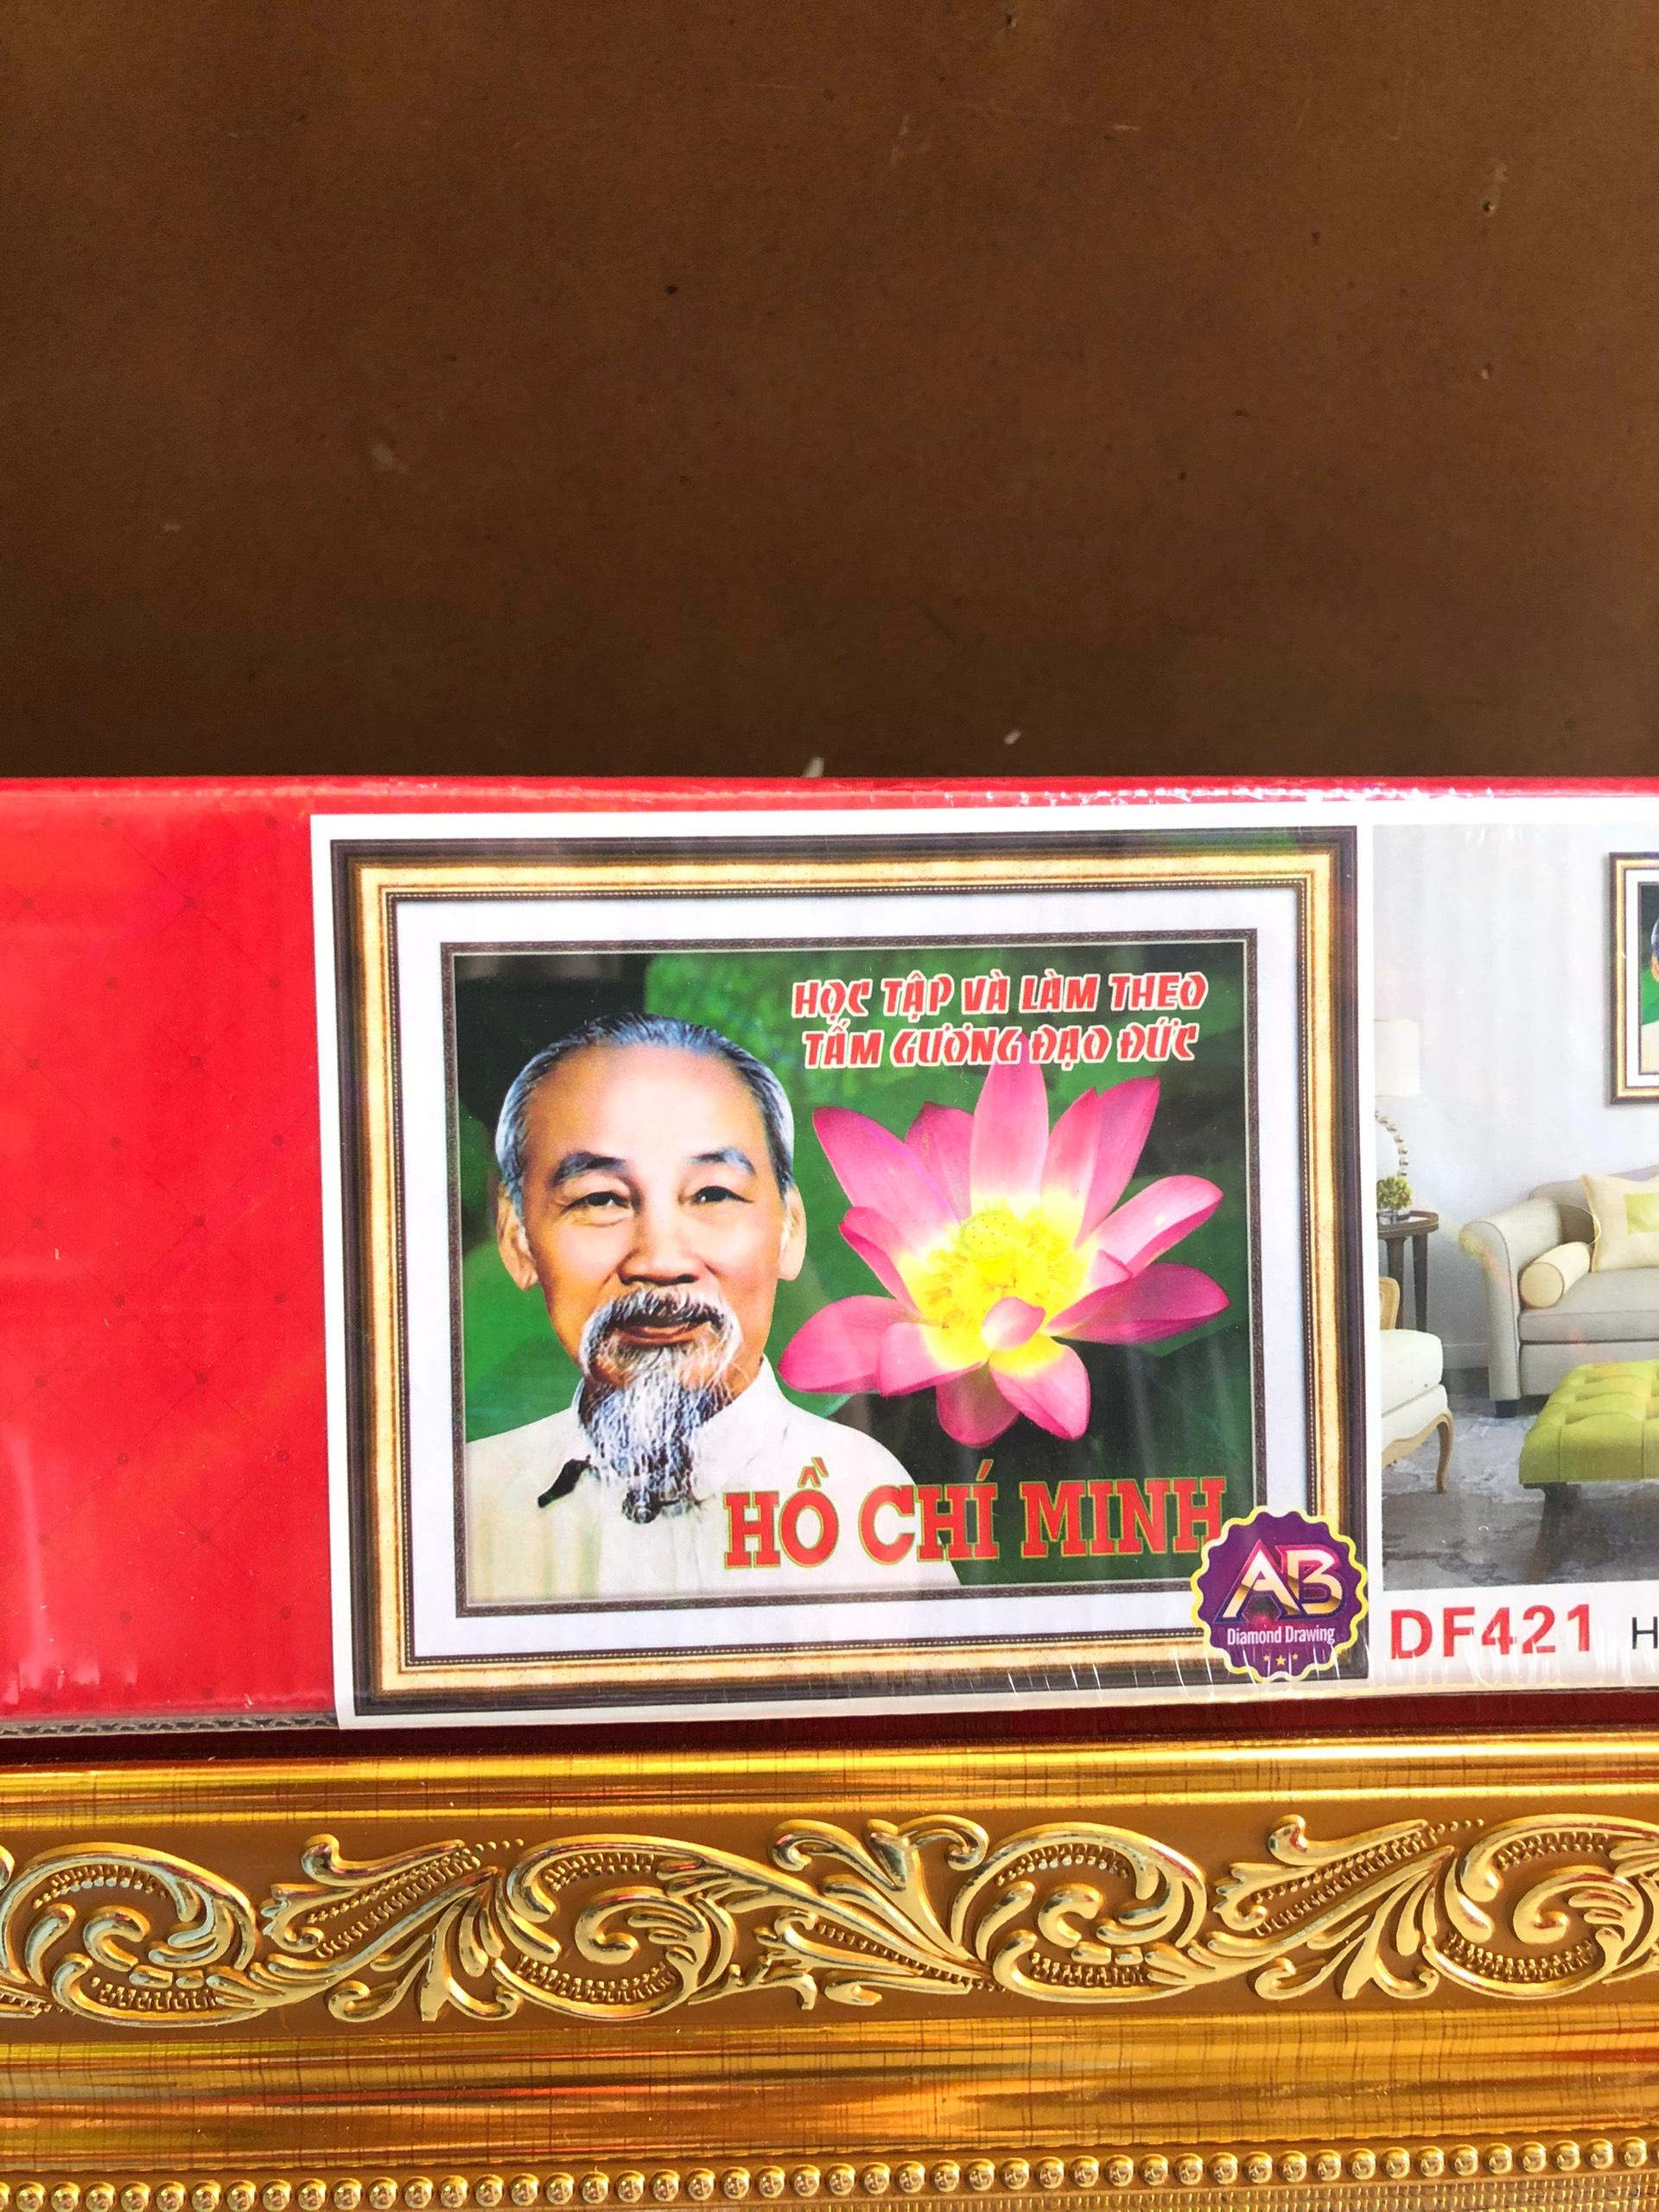 HỌC TẬP VÀ LÀM THEO
TẤM GƯƠNG ĐẠO ĐỨC
HỒ CHÍ MINH
AB
Diamond Drawing
DF421 H